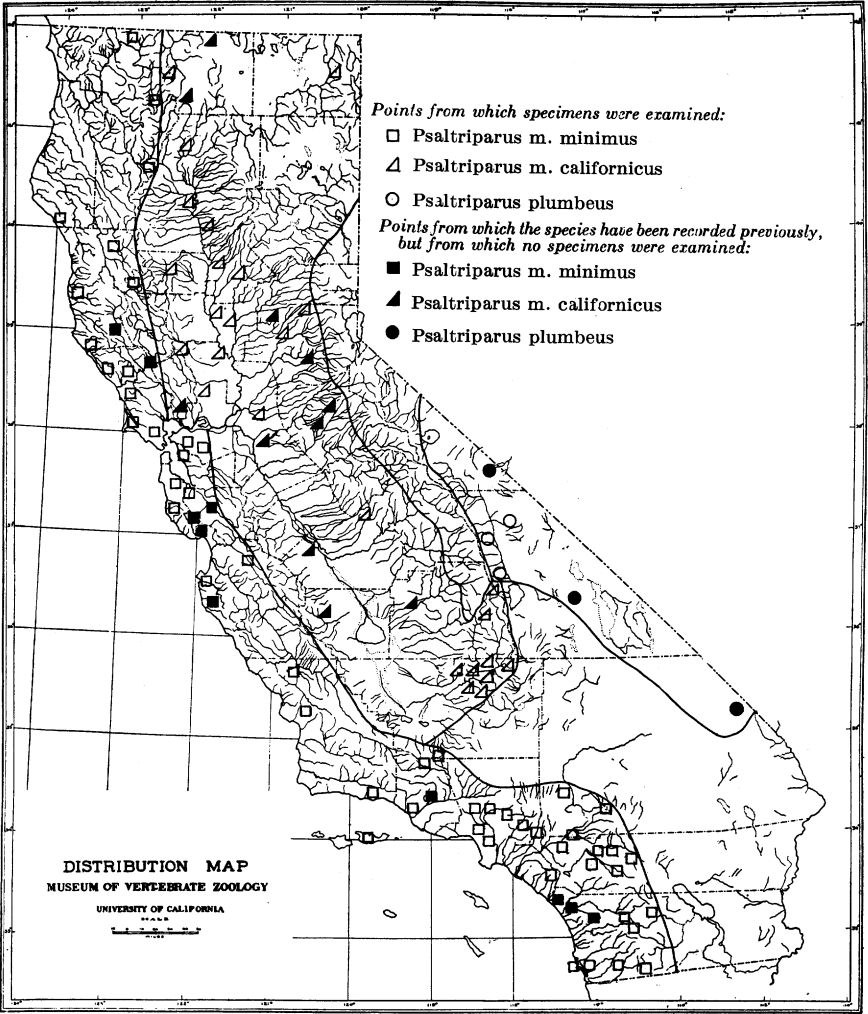 Points from which specimens were examined:
Psaltriparus m. minimus
Psaltriparus m. californicus
Psaltriparus plumbeus
Points from which the species have been recorded previously,
but from which no specimens were examined:
Psaltriparus m. minimus
Psaltriparus m. californicus
Psaltriparus plumbeus
DISTRIBUTION MAP
MUSEUM OF VERTEBRATE ZOOLOGY
UNIVERSITY OF CALIFORNIA
SCALE
MILES